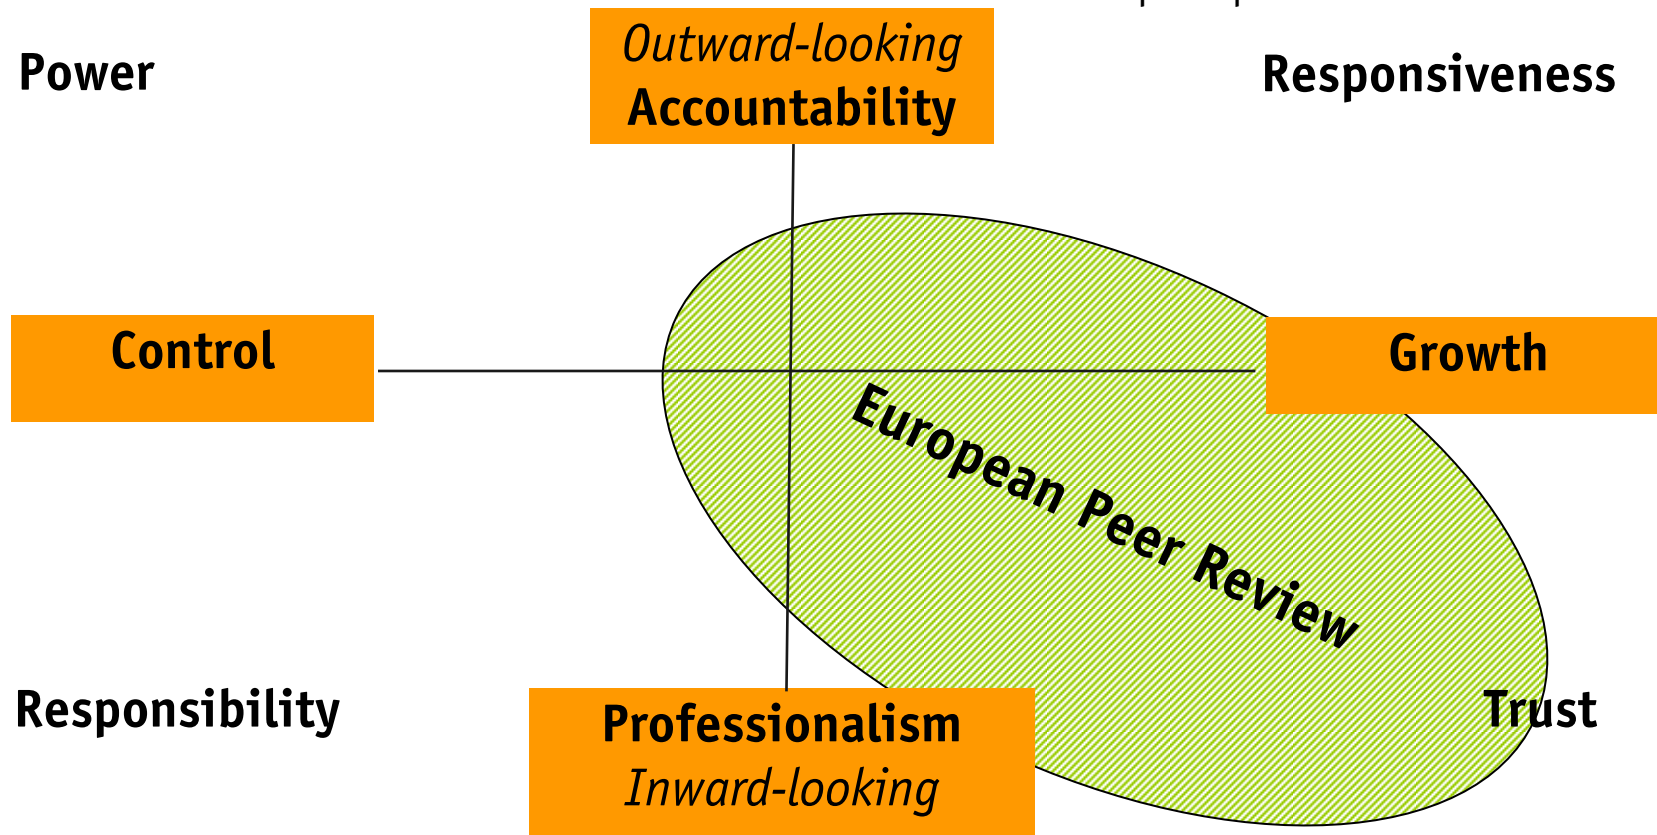 Outward-looking
Power
Responsiveness
Accountability
Control
Growth
European Peer Review
Responsibility
Trust
Professionalism
Inward-looking